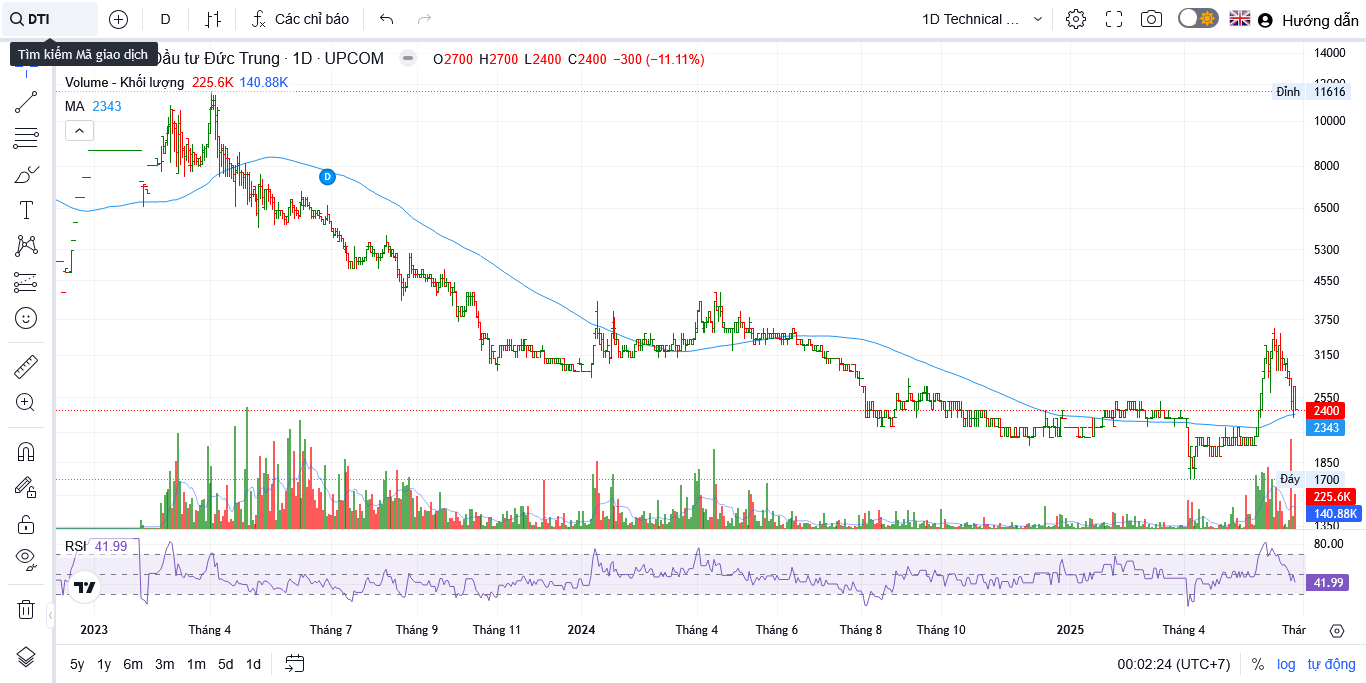 DTI
D
Các chỉ báo
1D Technical ...
Hướng dẫn
Tìm kiếm Mã giao dịch
Đầu tư Đức Trung · 1D · UPCOM
O2700 H2700 L2400 C2400 −300 (−11.11%)
Volume - Khối lượng 225.6K 140.88K
MA 2343
D
14000
12000
Đỉnh 11616
10000
8000
6500
5300
4550
3750
3150
2550
2400
2343
1850
Đáy 1700
225.6K
140.88K
1350
RSI 41.99
80.00
41.99
2023 Tháng 4 Tháng 7 Tháng 9 Tháng 11 2024 Tháng 4 Tháng 6 Tháng 8 Tháng 10 2025 Tháng 4 Thár
5y 1y 6m 3m 1m 5d 1d
00:02:24 (UTC+7) % log tự động